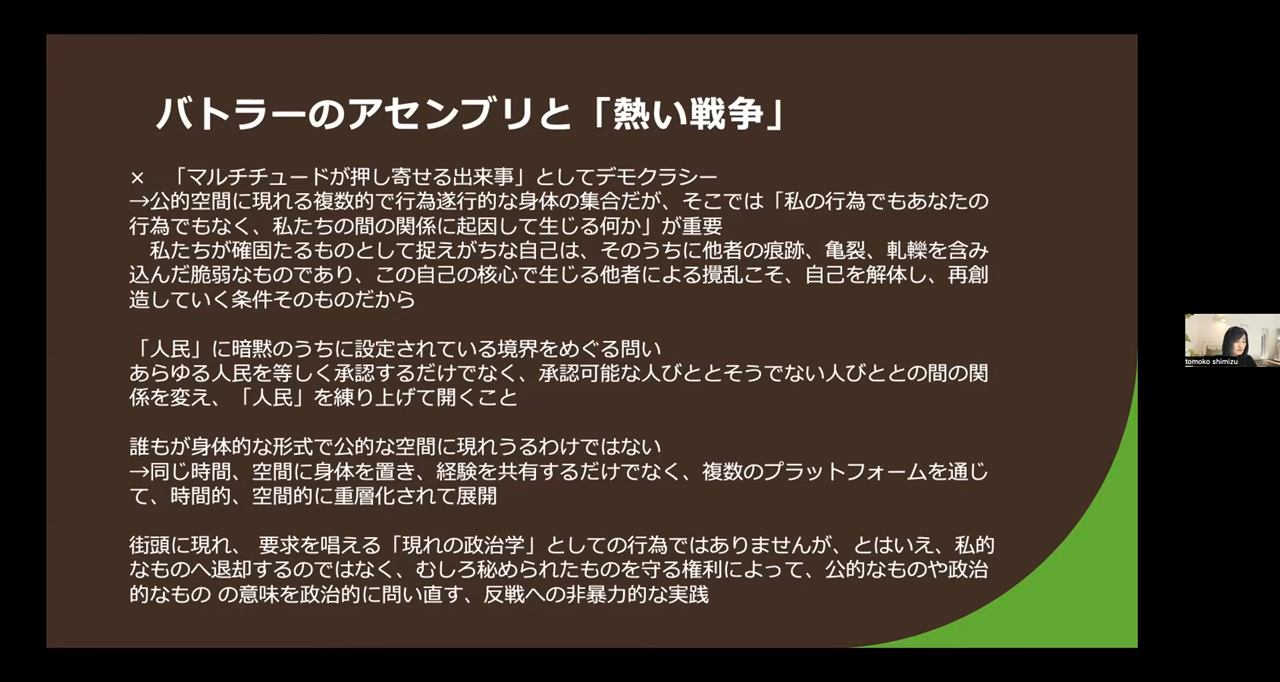 バトラーのアセンブリと「熱い戦争」
× 「マルチチュードが押し寄せる出来事」としてデモクラシー
→公的空間に現れる複数的で行為遂行的な身体の集合だが、そこでは「私の行為でもあなたの
行為でもなく、私たちの間の関係に起因して生じる何か」が重要
　私たちが確固たるものとして捉えがちな自己は、そのうちに他者の痕跡、亀裂、軋轢を含み
込んだ脆弱なものであり、この自己の核心で生じる他者による攪乱こそ、自己を解体し、再創
造していく条件そのものだから
「人民」に暗黙のうちに設定されている境界をめぐる問い
あらゆる人民を等しく承認するだけでなく、承認可能な人びととそうでない人びととの間の関
係を変え、「人民」を練り上げて開くこと
誰もが身体的な形式で公的な空間に現れうるわけではない
→同じ時間、空間に身体を置き、経験を共有するだけでなく、複数のプラットフォームを通じ
て、時間的、空間的に重層化されて展開
街頭に現れ、 要求を唱える「現れの政治学」としての行為ではありませんが、とはいえ、私的
なものへ退却するのではなく、むしろ秘められたものを守る権利によって、公的なものや政治
的なもの の意味を政治的に問い直す、反戦への非暴力的な実践
tomoko shimizu